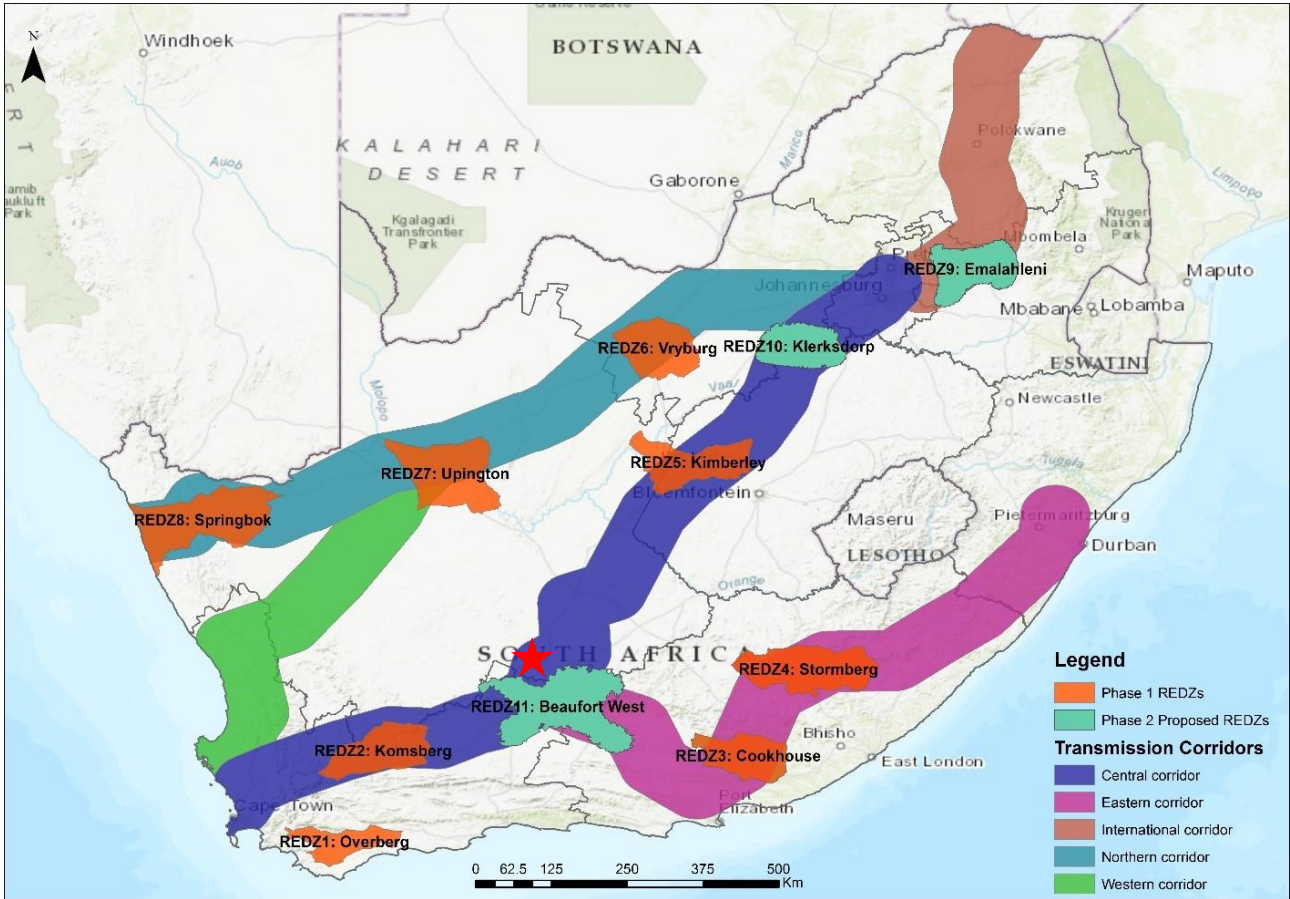 N
Windhoek
BOTSWANA
Auob
KALAHARI
DESERT
Marico
Polokwane
Gaborone
Limpopo
Park
Kgalagadi
Transfrontier
Park
Kruger
National
Park
Mbombela
REDZ9: Emalahleni
Maputo
Johannesburg
Mbabane
Lobamba
REDZ6: Vryburg
REDZ10: Klerksdorp
ESWATINI
Molopo
Vaal
Newcastle
REDZ7: Upington
REDZ5: Kimberley
Bloemfontein
Tugela
REDZ8: Springbok
Maseru
Pietermaritzburg
Durban
LESOTHO
Orange
SOUTH AFRICA
REDZ4: Stormberg
REDZ11: Beaufort West
REDZ2: Komsberg
REDZ3: Cookhouse
Bhisho
East London
Cape Town
Port
Elizabeth
REDZ1: Overberg
0 62.5 125 250 375 500
Km
Legend
Phase 1 REDZs
Phase 2 Proposed REDZs
Transmission Corridors
Central corridor
Eastern corridor
International corridor
Northern corridor
Western corridor